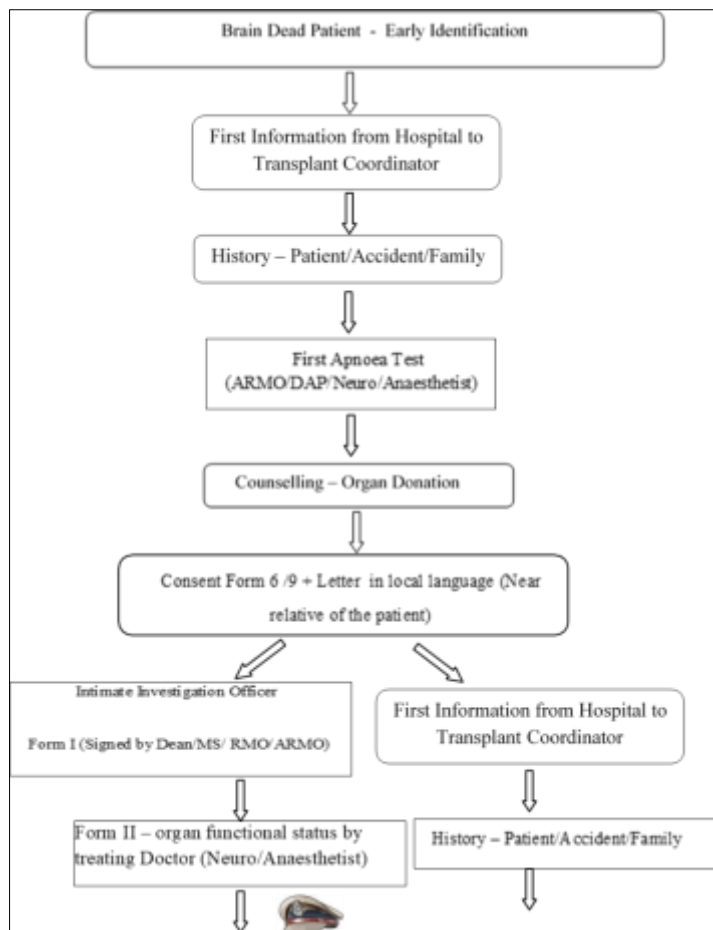 Brain Dead Patient - Early Identification
First Information from Hospital to
Transplant Coordinator
History – Patient/Accident/Family
First Apnoea Test
(ARMO/DAP/Neuro/Anaesthetist)
Counselling – Organ Donation
Consent Form 6 /9 + Letter in local language (Near
relative of the patient)
Intimate Investigation Officer
Form I (Signed by Dean/MS/ RMO/ARMO)
First Information from Hospital to
Transplant Coordinator
Form II – organ functional status by
treating Doctor (Neuro/Anaesthetist)
History – Patient/Accident/Family